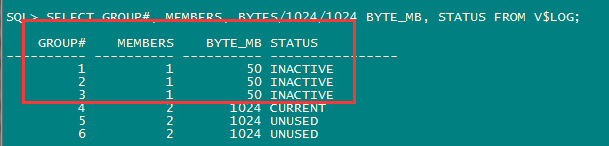 SQL> SELECT GROUP#, MEMBERS, BYTES/1024/1024 BYTE_MB, STATUS FROM V$LOG;
GROUP# MEMBERS BYTE_MB STATUS
---------- ---------- ---------- ----------------
1 1 50 INACTIVE
2 1 50 INACTIVE
3 1 50 INACTIVE
4 2 1024 CURRENT
5 2 1024 UNUSED
6 2 1024 UNUSED